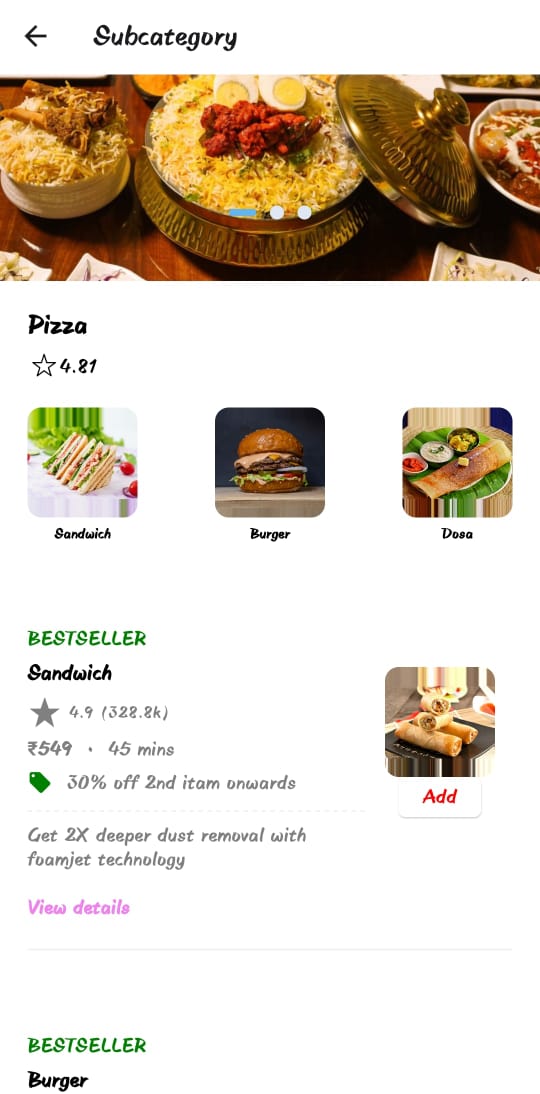 Subcategory
Pizza
4.81
Sandwich
Burger
Dosa
BESTSELLER
Sandwich
4.9 (328.8k)
₹549 · 45 mins
30% off 2nd itam onwards
Add
Get 2X deeper dust removal with
foamjet technology
View details
BESTSELLER
Burger